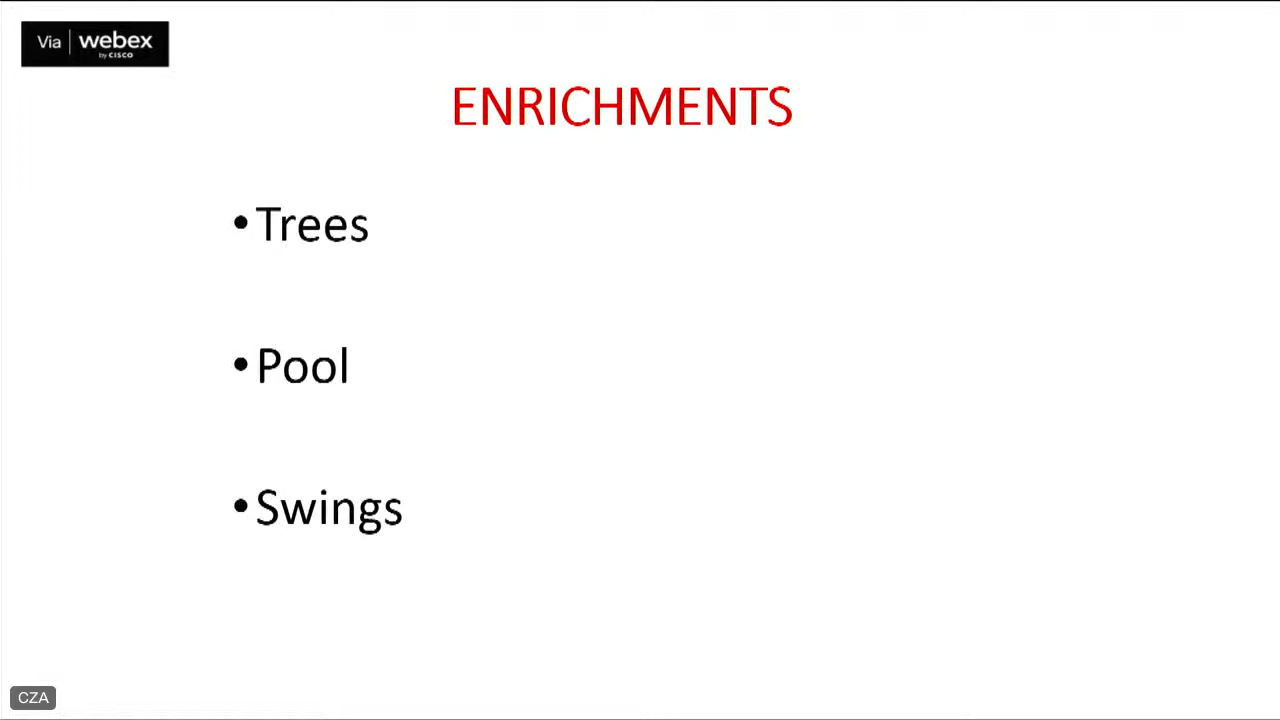 Via webex
by CISCO
ENRICHMENTS
• Trees
• Pool
• Swings
CZA